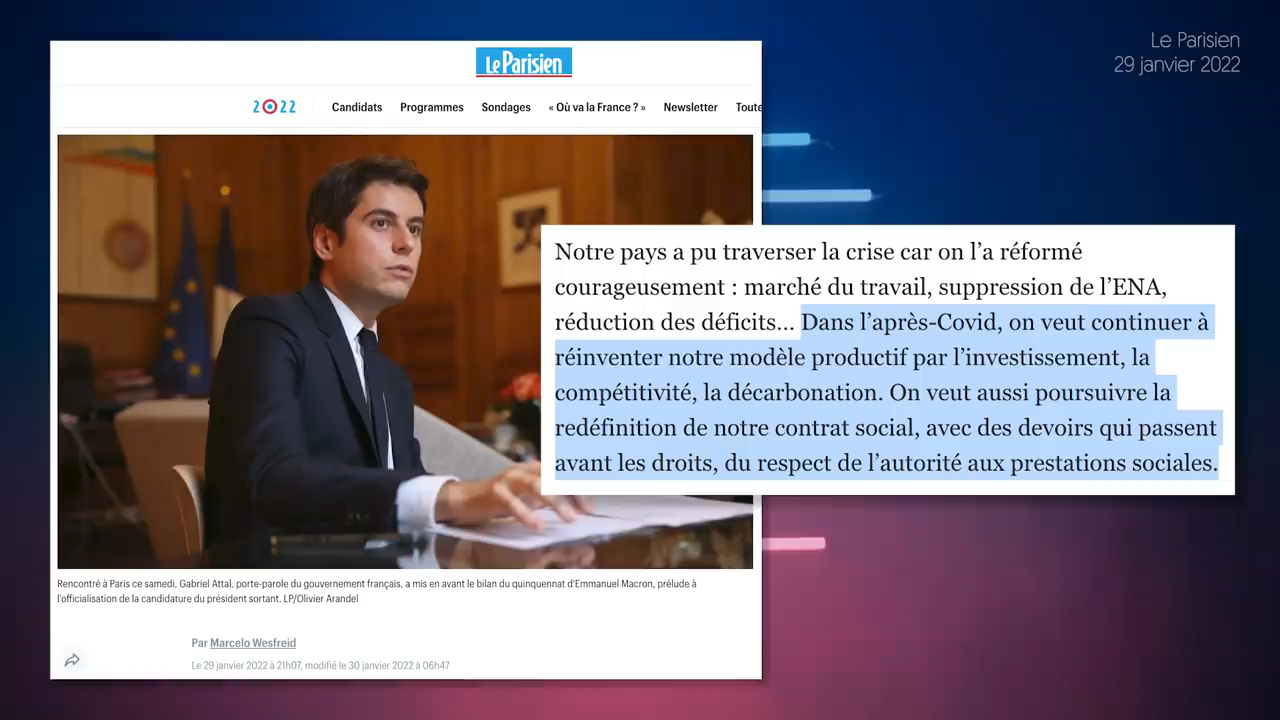 Le Parisien
29 janvier 2022
Le Parisien
2022
Candidats
Programmes
Sondages
« Où va la France ? »
Newsletter
Toute
Notre pays a pu traverser la crise car on l’a réformé
courageusement : marché du travail, suppression de l’ENA,
réduction des déficits... Dans l’après-Covid, on veut continuer à
réinventer notre modèle productif par l’investissement, la
compétitivité, la décarbonation. On veut aussi poursuivre la
redéfinition de notre contrat social, avec des devoirs qui passent
avant les droits, du respect de l’autorité aux prestations sociales.
Rencontré à Paris ce samedi, Gabriel Attal, porte-parole du gouvernement français, a mis en avant le bilan du quinquennat d'Emmanuel Macron, prélude à
l'officialisation de la candidature du président sortant. LP/Olivier Arandel
Par Marcelo Wesfreid
Le 29 janvier 2022 à 21h07, modifié le 30 janvier 2022 à 06h47